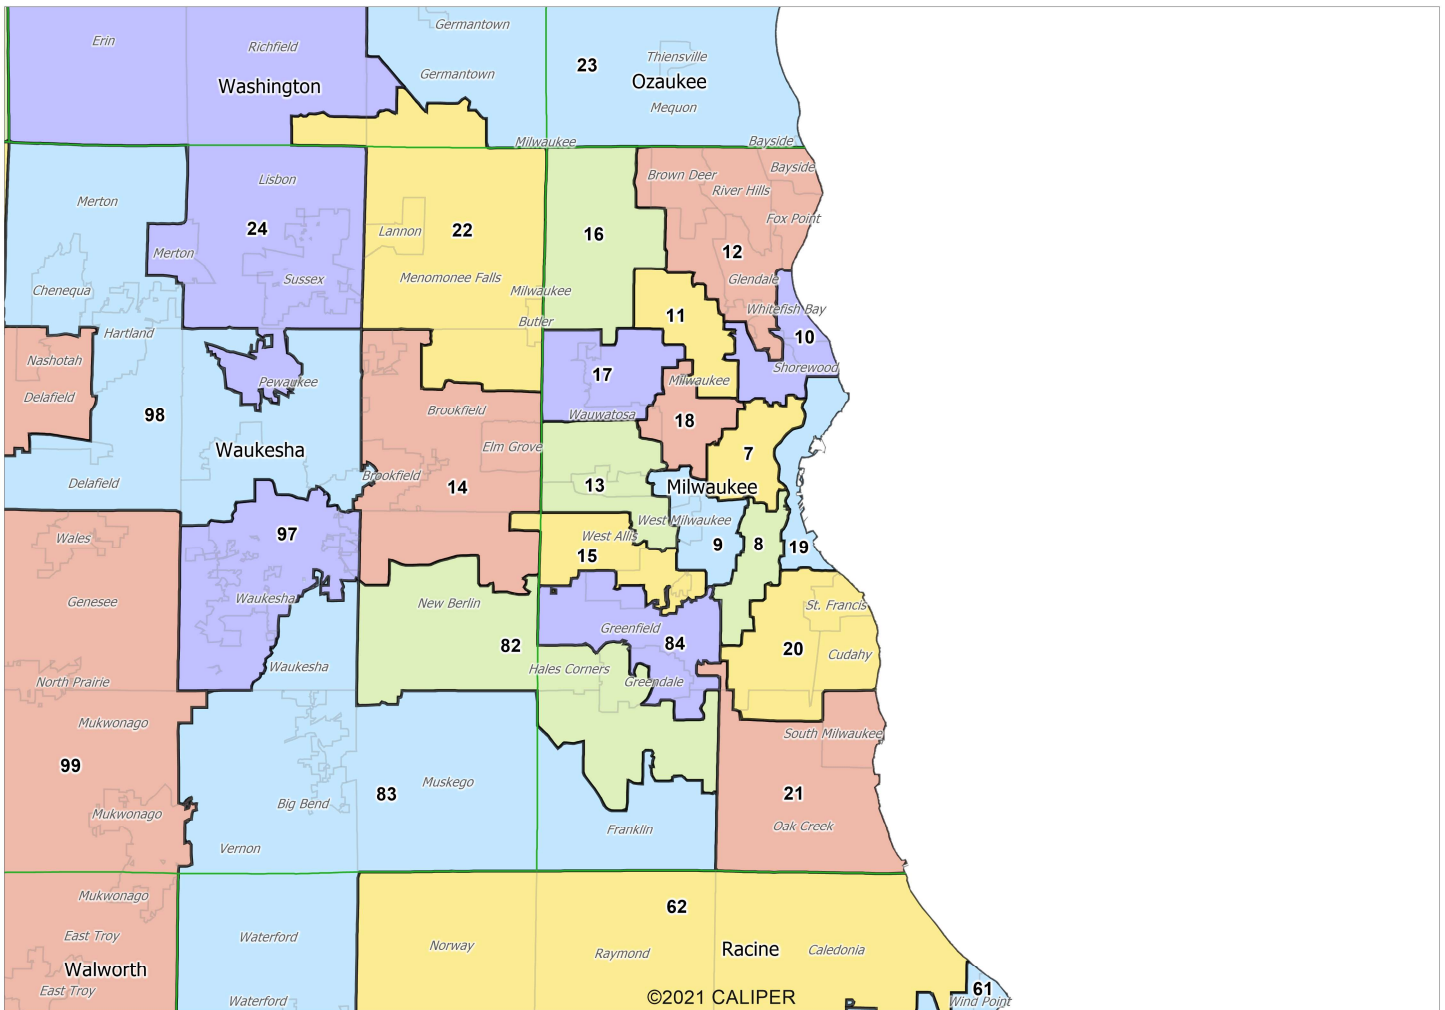 Germantown
Erin
Richfield
23
Thiensville
Germantown
Washington
Ozaukee
Mequon
Milwaukee
Bayside
Bayside
Brown Deer
Lisbon
River Hills
Merton
Fox Point
24
Lannon
22
16
Merton
12
Menomonee Falls
Sussex
Glendale
Chenequa
Milwaukee
Whitefish Bay
11
Butler
Hartland
10
Nashotah
Shorewood
17
Pewaukee
Milwaukee
Delafield
Brookfield
98
Wauwatosa
18
Elm Grove
Waukesha
7
Brookfield
Delafield
14
13
Milwaukee
West Milwaukee
97
Wales
West Allis
9
8
19
15
Waukesha
Genesee
New Berlin
St. Francis
Greenfield
82
84
20
Cudahy
Waukesha
Hales Corners
North Prairie
Greendale
Mukwonago
South Milwaukee
99
Muskego
83
21
Big Bend
Mukwonago
Franklin
Oak Creek
Vernon
Mukwonago
62
East Troy
Waterford
Norway
Raymond
Racine
Caledonia
Walworth
East Troy
61
©2021 CALIPER
Waterford
Wind Point